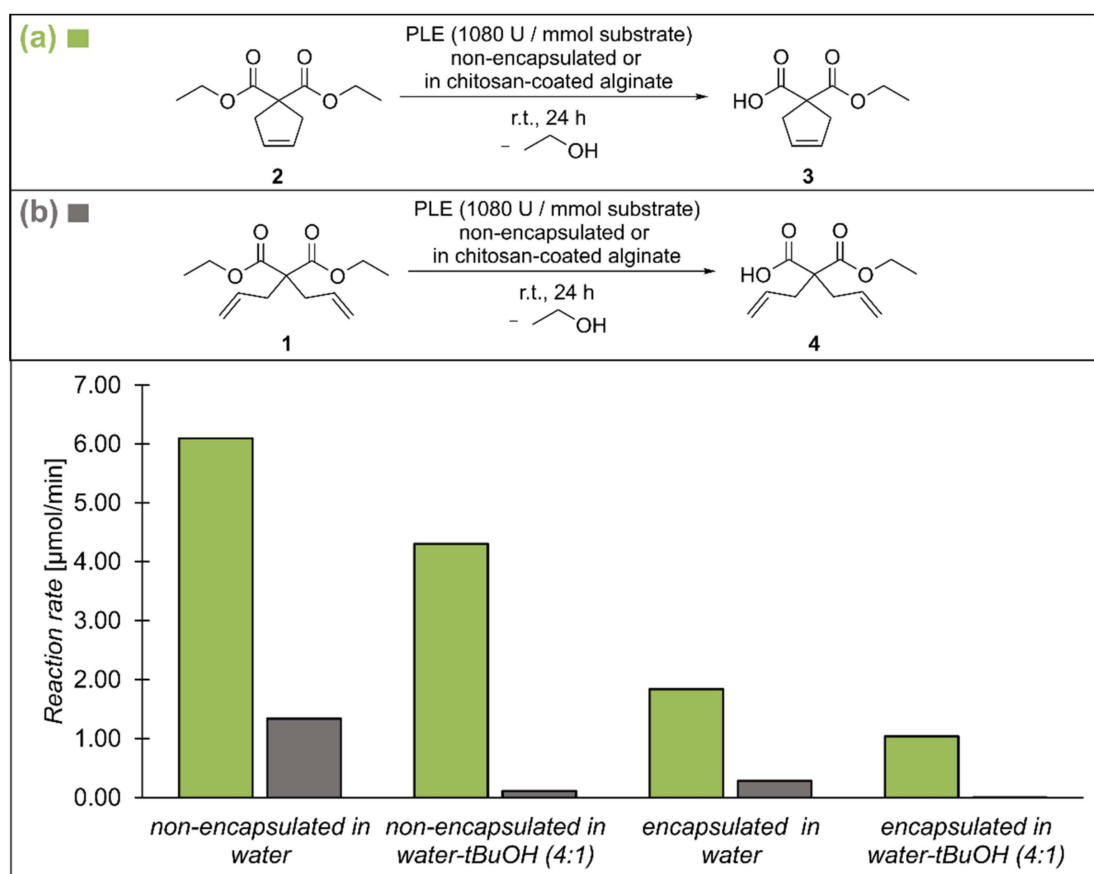 (a)
PLE (1080 U / mmol substrate)
non-encapsulated or
in chitosan-coated alginate
r.t., 24 h
− OH
O O
O O
2
O O
HO O
3
(b)
PLE (1080 U / mmol substrate)
non-encapsulated or
in chitosan-coated alginate
r.t., 24 h
− OH
O O
O O
1
O O
HO O
4
Reaction rate [µmol/min]
7.00
6.00
5.00
4.00
3.00
2.00
1.00
0.00
non-encapsulated in
water
non-encapsulated in
water-tBuOH (4:1)
encapsulated in
water
encapsulated in
water-tBuOH (4:1)